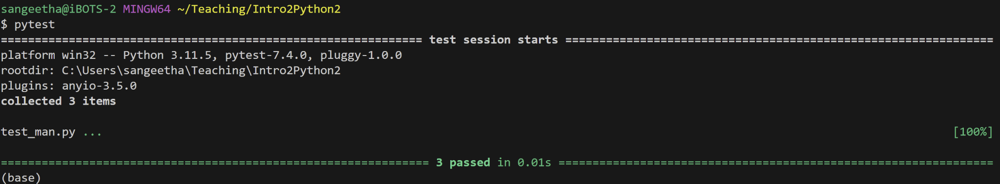 sangeetha@iBOTS-2 MINGW64 ~/Teaching/Intro2Python2
$ pytest
============================================================== test session starts ===============================================================
platform win32 -- Python 3.11.5, pytest-7.4.0, pluggy-1.0.0
rootdir: C:\Users\sangeetha\Teaching\Intro2Python2
plugins: anyio-3.5.0
collected 3 items
test_man.py ... [100%]
=============================================================== 3 passed in 0.01s ================================================================
(base)